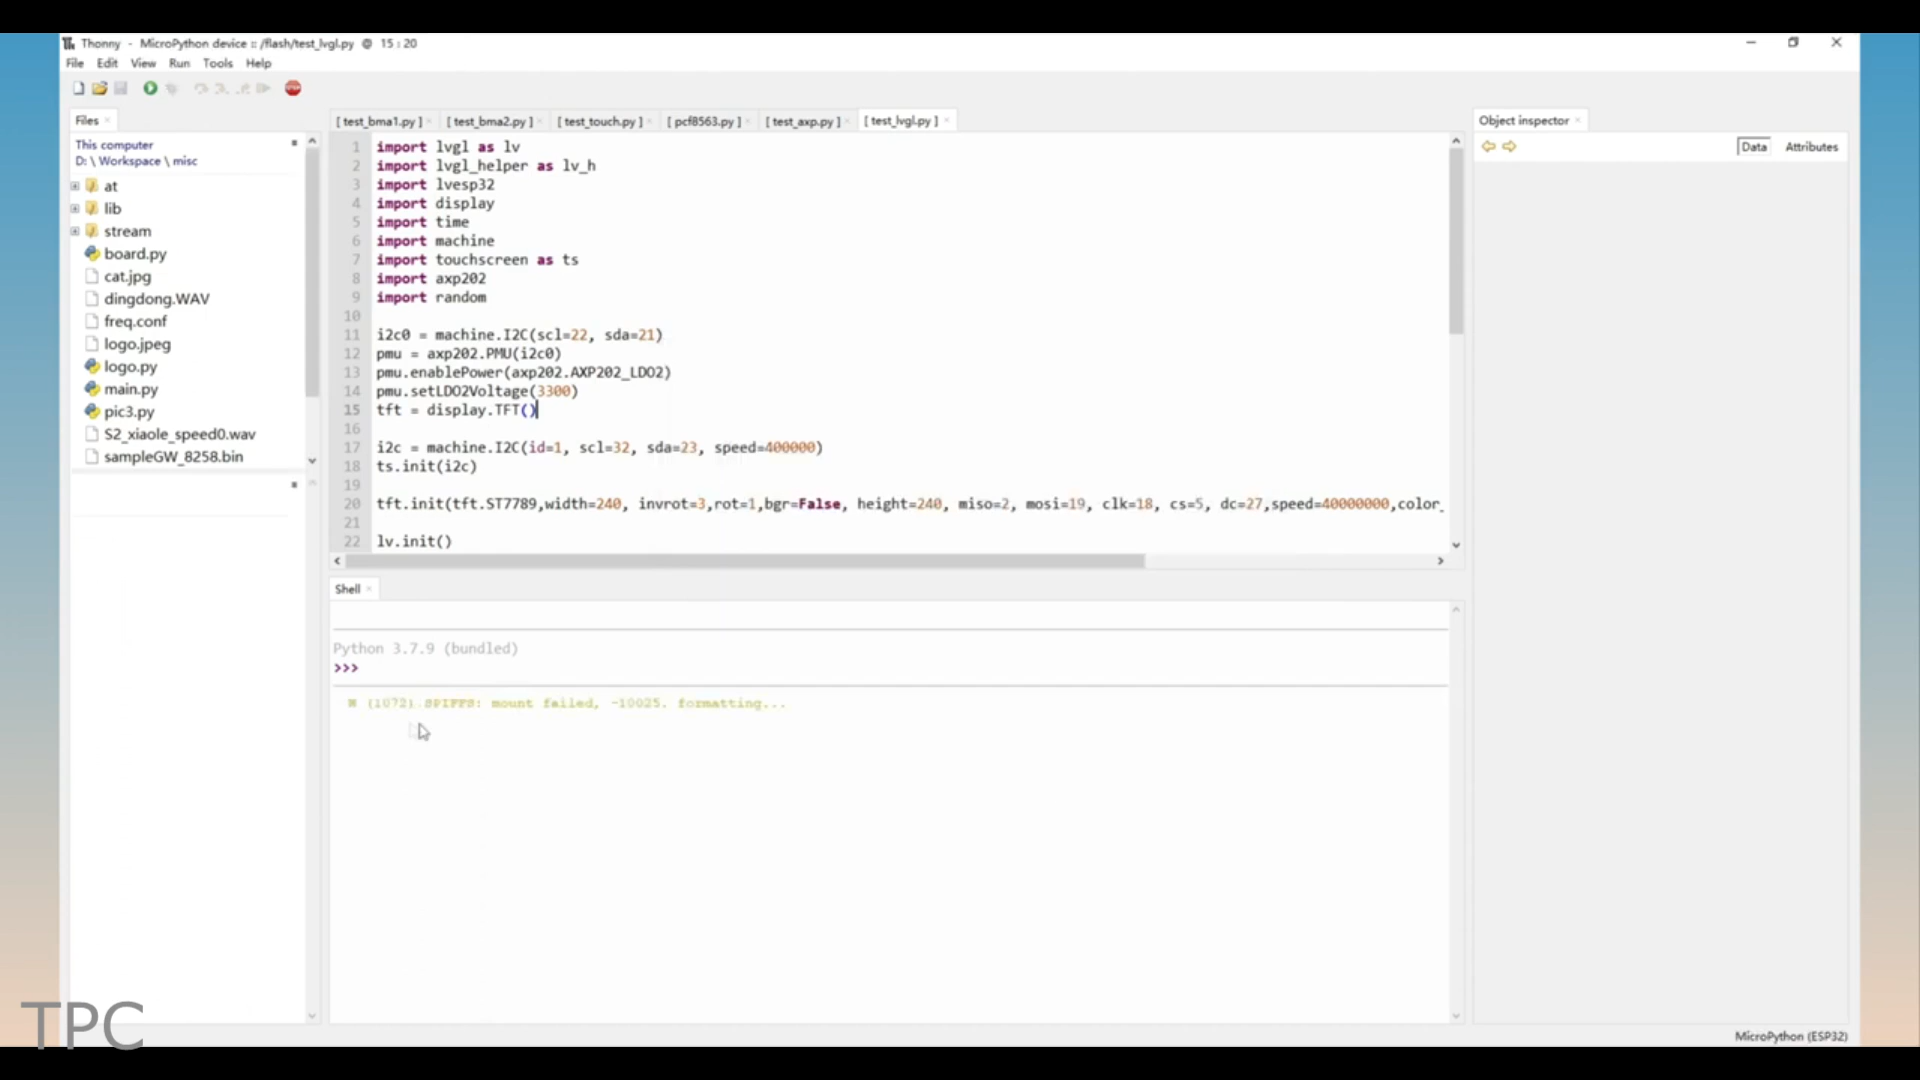 Thonny - MicroPython device :: /flash/test_lvgl.py @ 15 : 20
File Edit View Run Tools Help
Files
This computer
D: \ Workspace \ misc
at
lib
stream
board.py
cat.jpg
dingdong.WAV
freq.conf
logo.jpeg
logo.py
main.py
pic3.py
S2_xiaole_speed0.wav
sampleGW_8258.bin
[ test_bma1.py ] [ test_bma2.py ] [ test_touch.py ] [ pcf8563.py ] [ test_axp.py ] [ test_lvgl.py ]
1 import lvgl as lv
2 import lvgl_helper as lv_h
3 import lvesp32
4 import display
5 import time
6 import machine
7 import touchscreen as ts
8 import axp202
9 import random
10
11 i2c0 = machine.I2C(scl=22, sda=21)
12 pmu = axp202.PMU(i2c0)
13 pmu.enablePower(axp202.AXP202_LDO2)
14 pmu.setLDO2Voltage(3300)
15 tft = display.TFT()
16
17 i2c = machine.I2C(id=1, scl=32, sda=23, speed=400000)
18 ts.init(i2c)
19
20 tft.init(tft.ST7789,width=240, invrot=3,rot=1,bgr=False, height=240, miso=2, mosi=19, clk=18, cs=5, dc=27,speed=40000000,color_
21
22 lv.init()
Shell
Python 3.7.9 (bundled)
>>>
W (1072) SPIFFS: mount failed, -10025. formatting...
Object inspector
Data Attributes
MicroPython (ESP32)
TPC